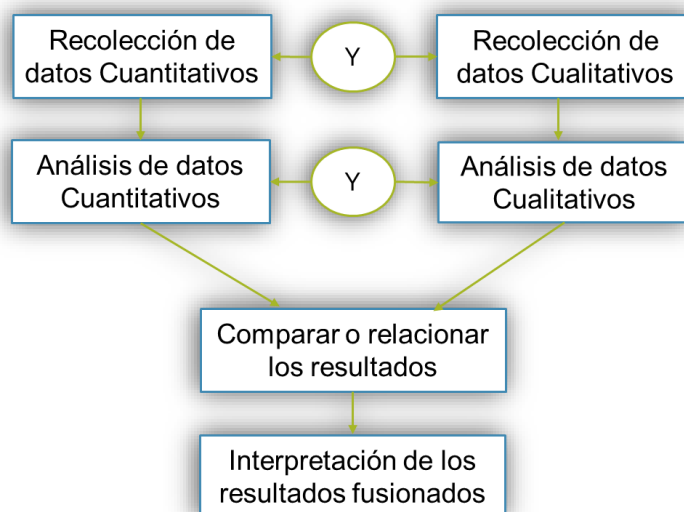 Recolección de
datos Cuantitativos
Y
Recolección de
datos Cualitativos
Análisis de datos
Cuantitativos
Y
Análisis de datos
Cualitativos
Comparar o relacionar
los resultados
Interpretación de los
resultados fusionados